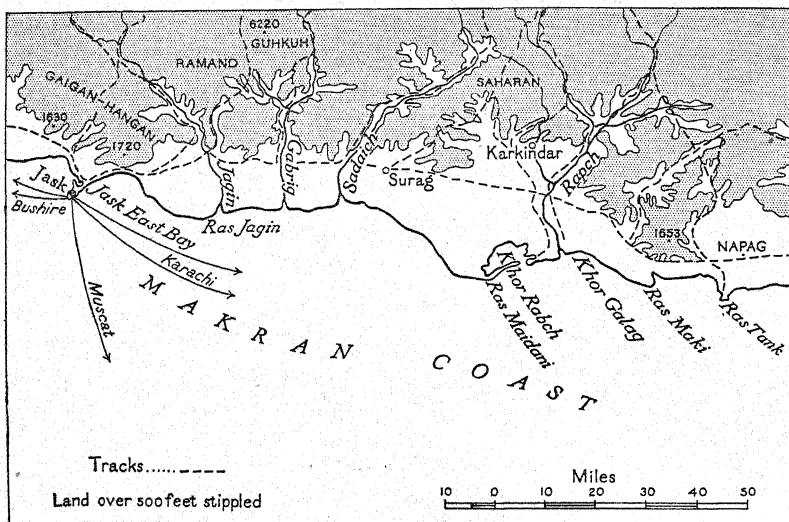 6220
GUHKUH
RAMAND
GAIGAN-HANGAN
SAHARAN
1630
1720
Karkindar
Jask
Jagin
Gabrig
Sadaich
Surag
Rapch
Bushire
Jask East Bay
Ras Jagin
1653
NAPAG
Karachi
Muscat
Khor Rabch
Ras Maidani
Khor Galag
Ras Maki
Ras Tank
MAKRAN COAST
Tracks
Land over 500feet stippled
Miles
10 0 10 20 30 40 50